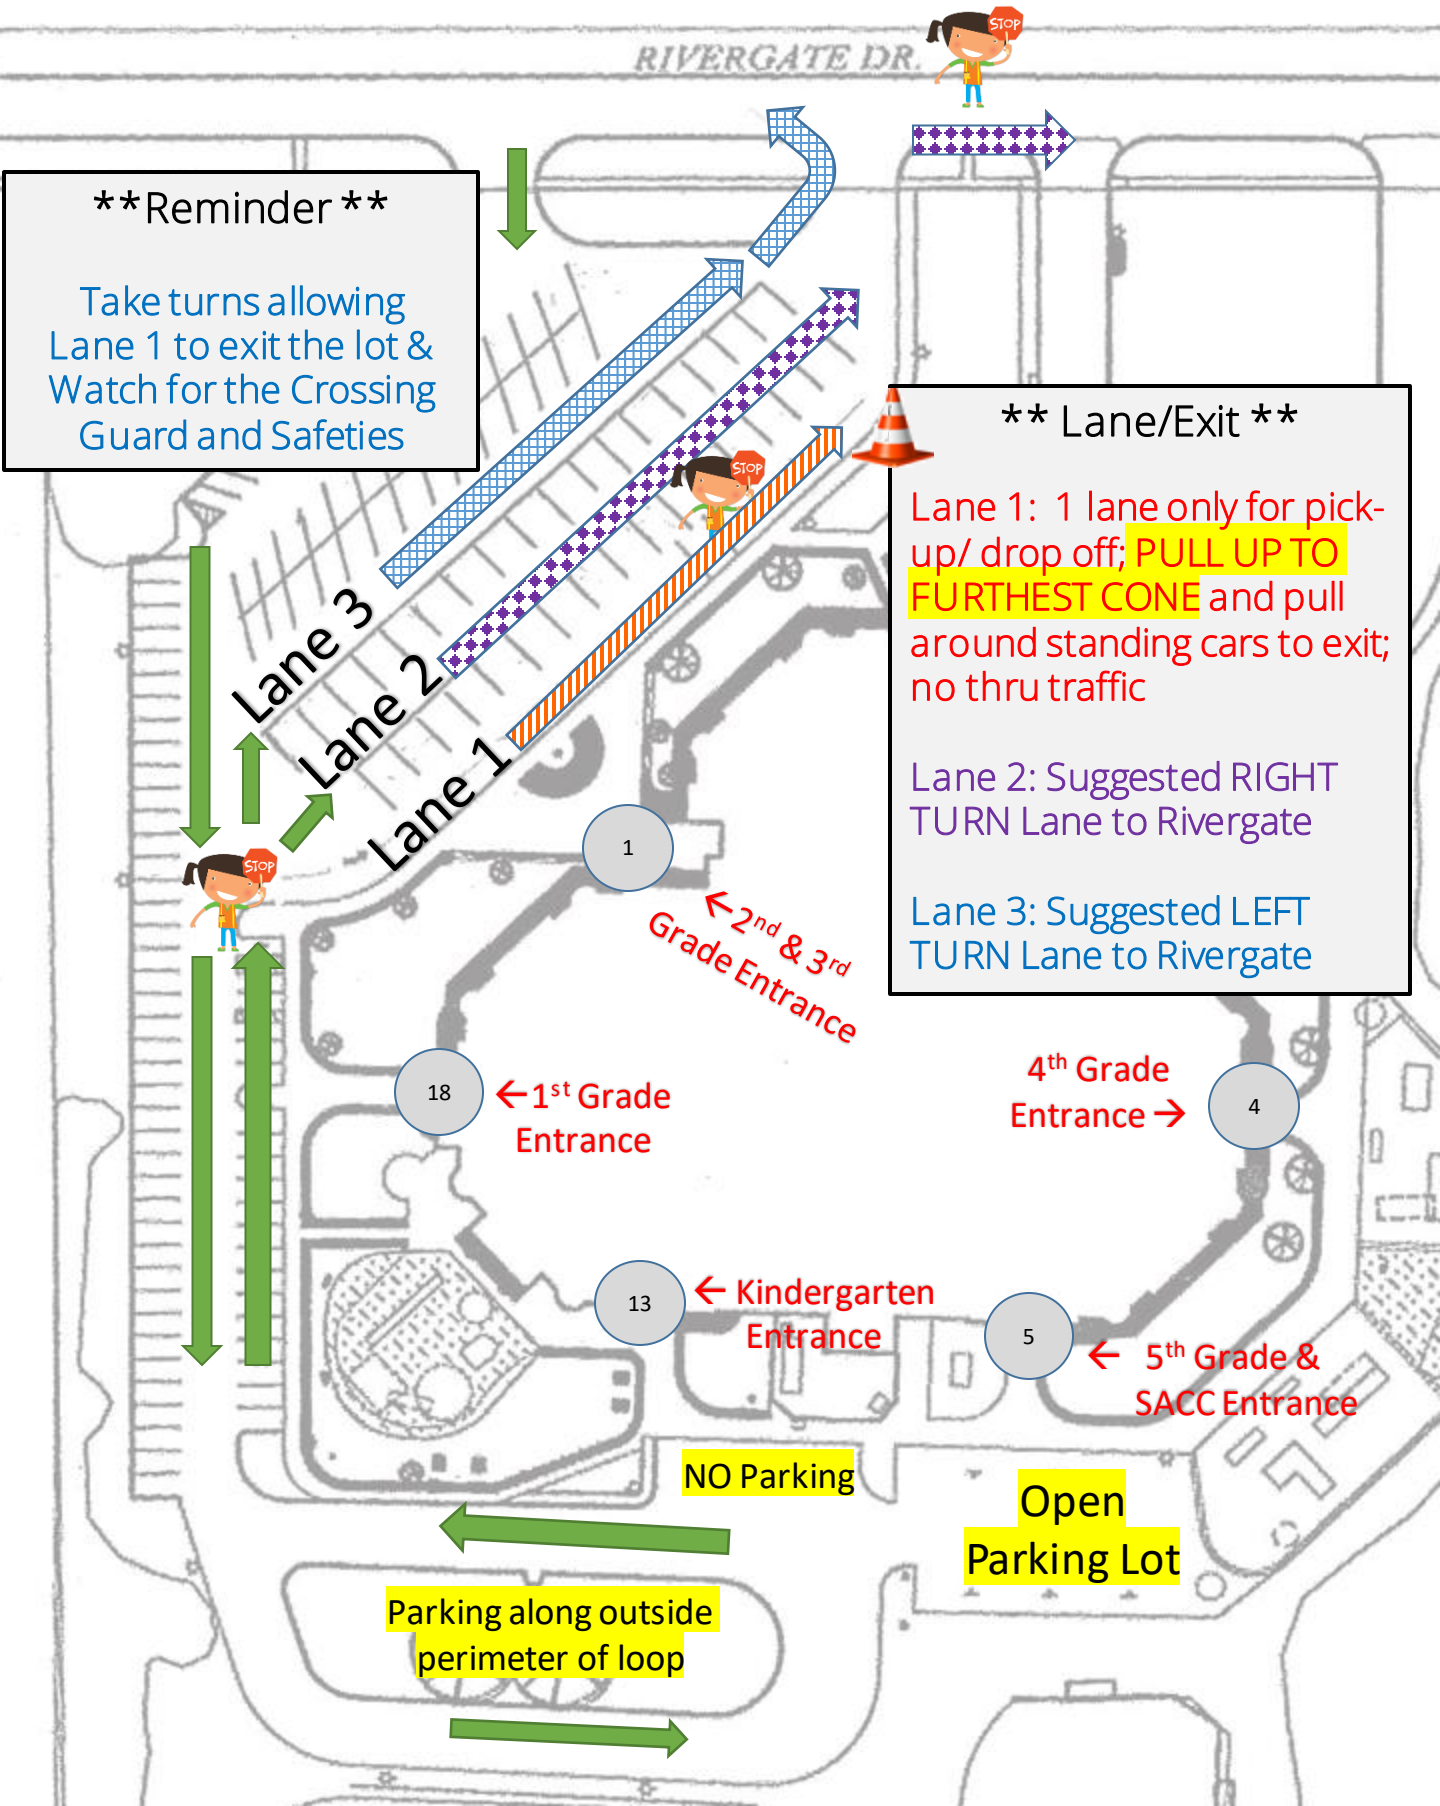 RIVERGATE DR.
STOP
**Reminder **
Take turns allowing
Lane 1 to exit the lot &
Watch for the Crossing
Guard and Safeties
** Lane/Exit **
Lane 1:  1 lane only for pick-
up/ drop off; PULL UP TO
FURTHEST CONE and pull
around standing cars to exit;
no thru traffic
Lane 2: Suggested RIGHT
TURN Lane to Rivergate
Lane 3: Suggested LEFT
TURN Lane to Rivergate
STOP
Lane 3
Lane 2
Lane 1
STOP
1
←2nd & 3rd
Grade Entrance
18
←1st Grade
Entrance
4th Grade
Entrance →
4
13
← Kindergarten
Entrance
5
← 5th Grade &
SACC Entrance
NO Parking
Open
Parking Lot
Parking along outside
perimeter of loop